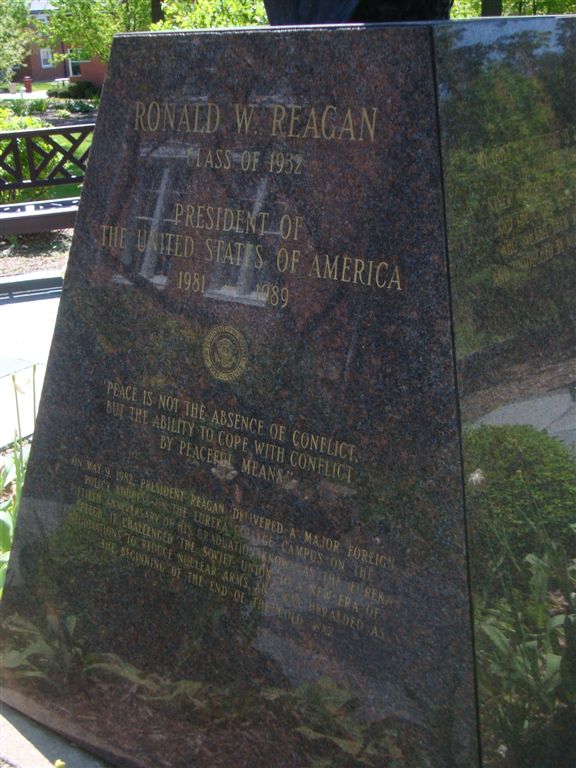 RONALD W. REAGAN
CLASS OF 1932
PRESIDENT OF
THE UNITED STATES OF AMERICA
1981 1989
"PEACE IS NOT THE ABSENCE OF CONFLICT,
BUT THE ABILITY TO COPE WITH CONFLICT
BY PEACEFUL MEANS."
ON MAY 9, 1982, PRESIDENT REAGAN DELIVERED A MAJOR FOREIGN
POLICY ADDRESS ON THE EUREKA COLLEGE CAMPUS ON THE
FIFTIETH ANNIVERSARY OF HIS GRADUATION. KNOWN AS THE EUREKA
SPEECH, IT CHALLENGED THE SOVIET UNION TO A NEW ERA OF
TO REDUCE NUCLEAR ARMS, AND WAS HERALDED AS
THE BEGINNING OF THE END OF THE COLD WAR.